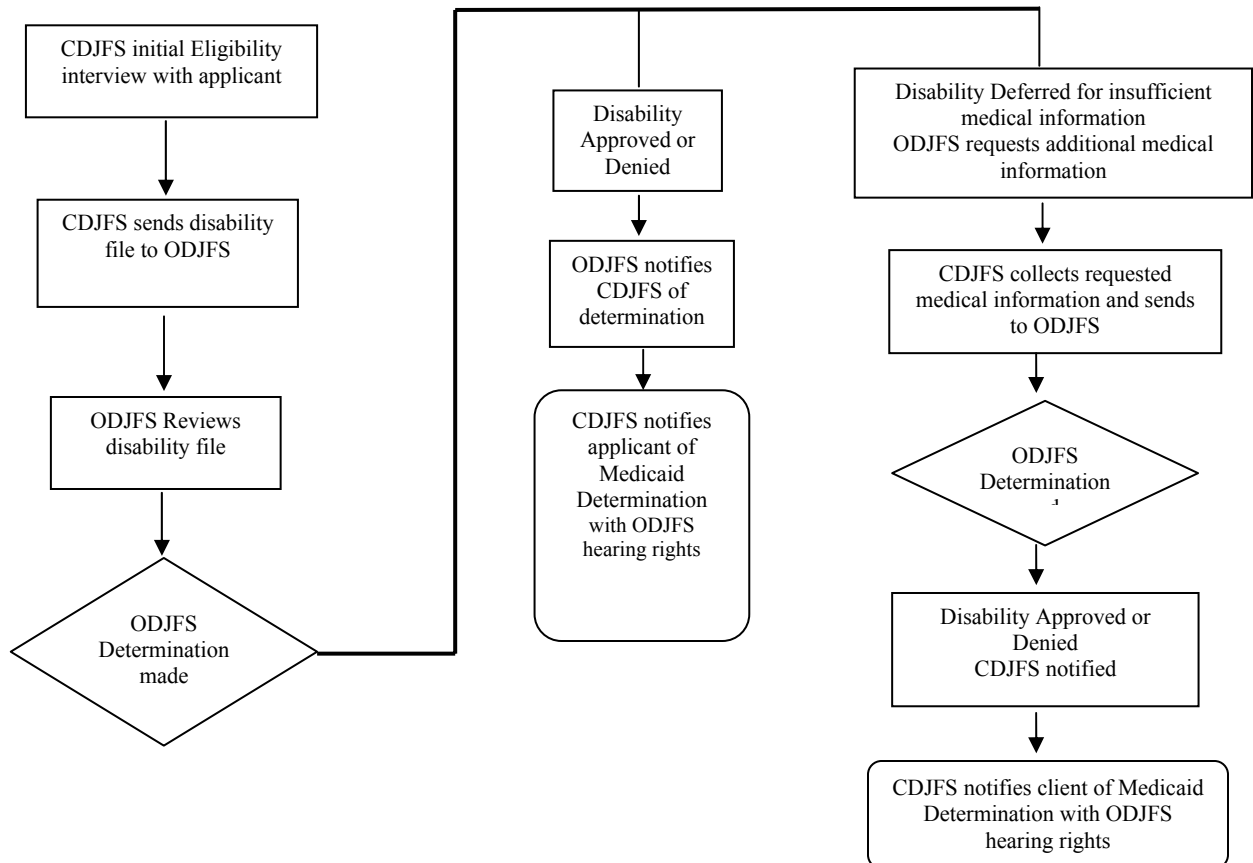 CDJFS initial Eligibility
interview with applicant
CDJFS sends disability
file to ODJFS
ODJFS Reviews
disability file
ODJFS
Determination
made
Disability
Approved or
Denied
ODJFS notifies
CDJFS of
determination
CDJFS notifies
applicant of
Medicaid
Determination
with ODJFS
hearing rights
Disability Deferred for insufficient
medical information
ODJFS requests additional medical
information
CDJFS collects requested
medical information and sends
to ODJFS
ODJFS
Determination
Disability Approved or
Denied
CDJFS notified
CDJFS notifies client of Medicaid
Determination with ODJFS
hearing rights